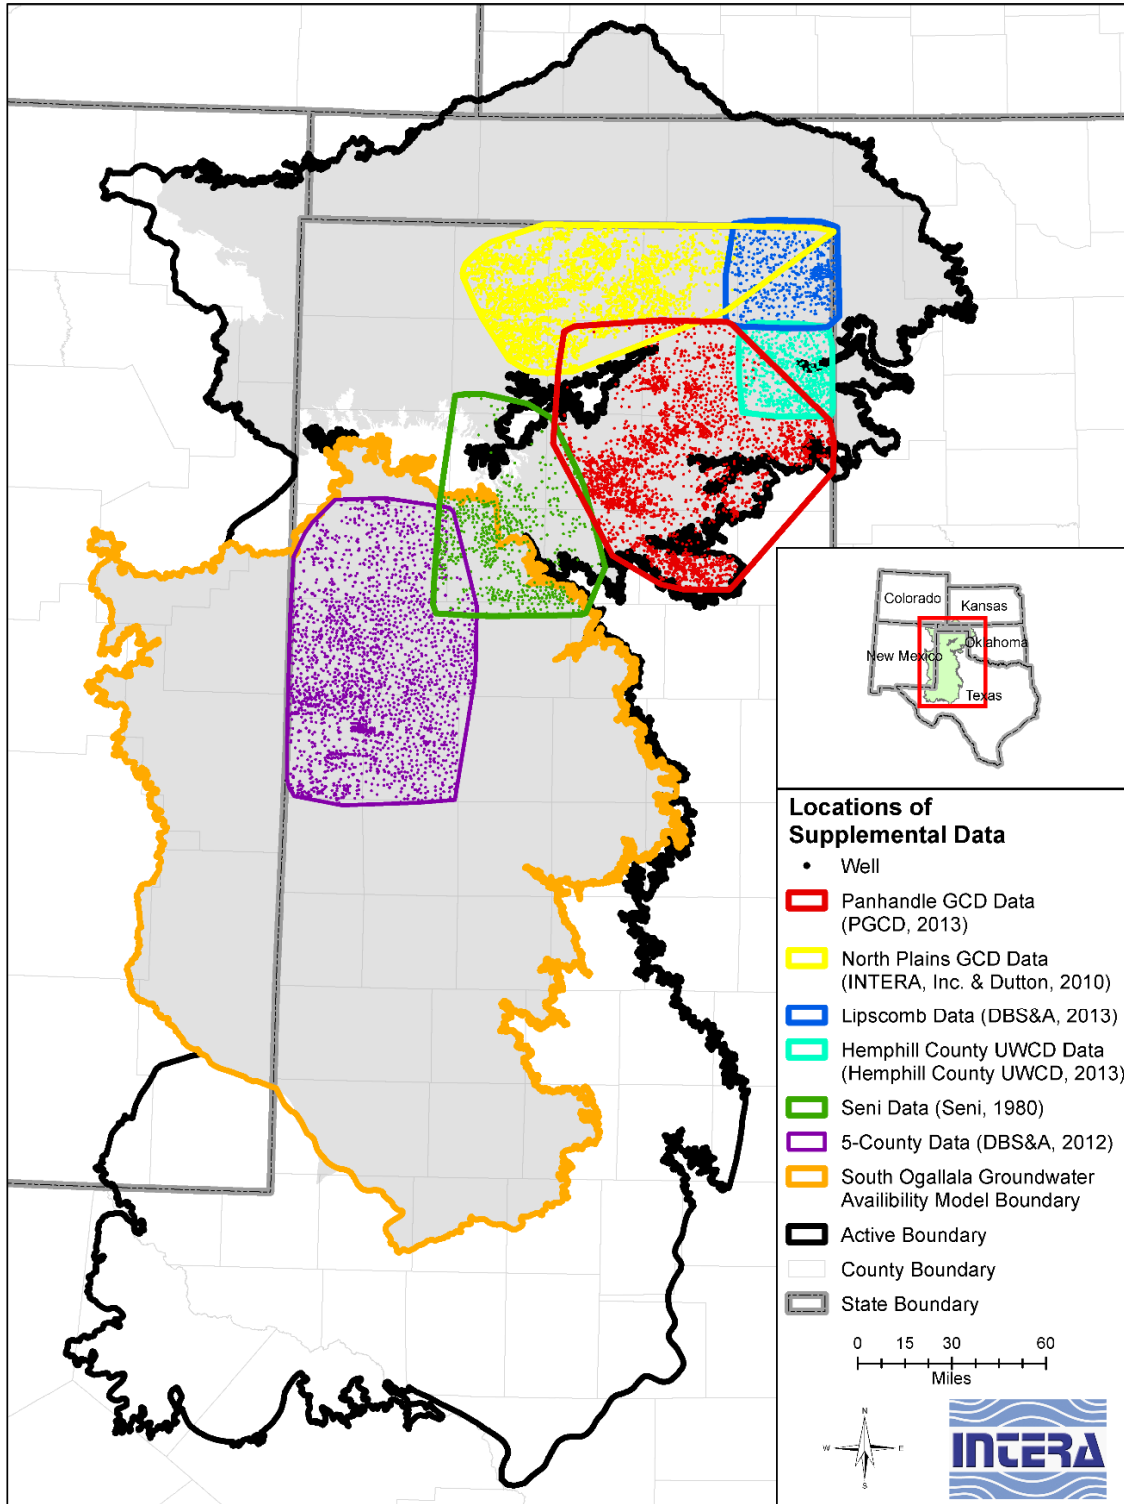 Colorado
Kansas
New Mexico
Oklahoma
Texas
Locations of
Supplemental Data
Well
Panhandle GCD Data
(PGCD, 2013)
North Plains GCD Data
(INTERA, Inc. & Dutton, 2010)
Lipscomb Data (DBS&A, 2013)
Hemphill County UWCD Data
(Hemphill County UWCD, 2013)
Seni Data (Seni, 1980)
5-County Data (DBS&A, 2012)
South Ogallala Groundwater
Availibility Model Boundary
Active Boundary
County Boundary
State Boundary
0 15 30 60
Miles
N
W E
S
INTERA